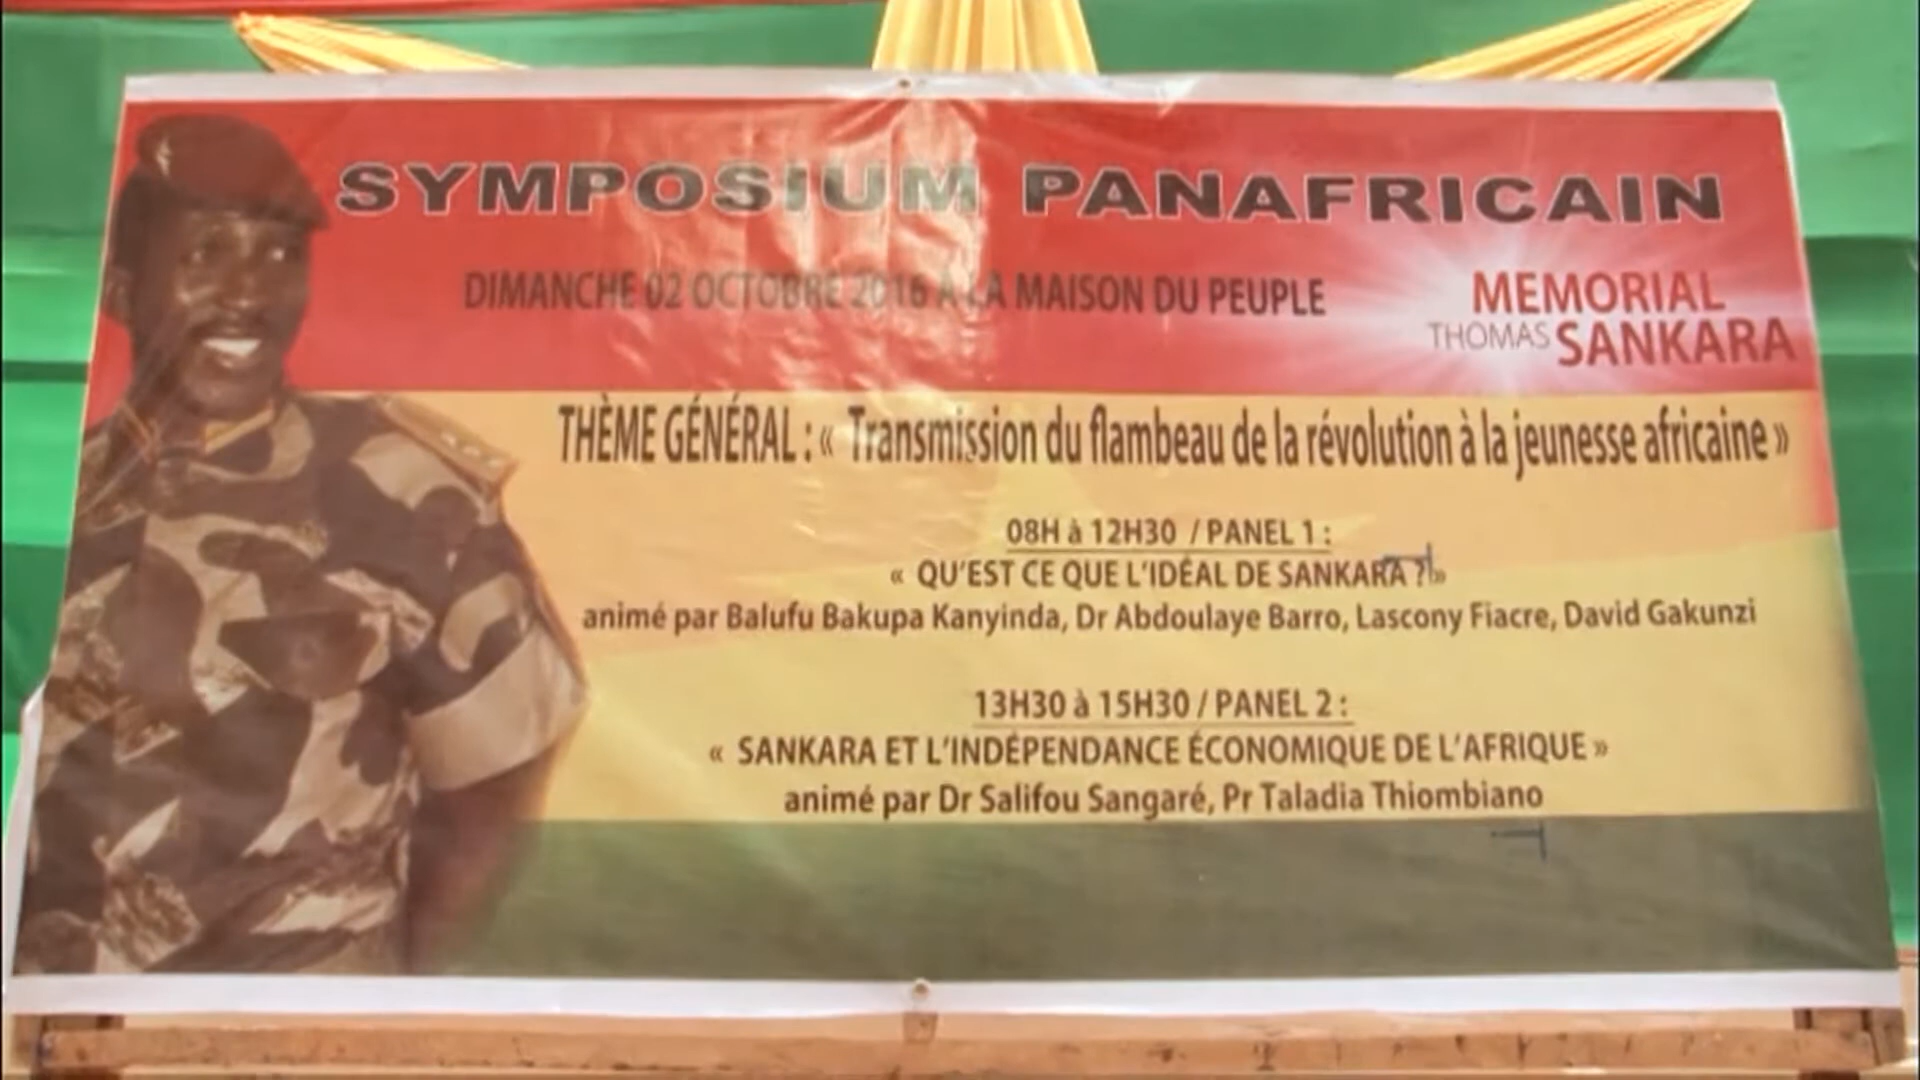 SYMPOSIUM PANAFRICAIN
DIMANCHE 02 OCTOBRE 2016 A LA MAISON DU PEUPLE
MEMORIAL
THOMAS SANKARA
THÈME GÉNÉRAL : « Transmission du flambeau de la révolution à la jeunesse africaine »
08H à 12H30 / PANEL 1 :
« QU'EST CE QUE L'IDÉAL DE SANKARA ? »
animé par Balufu Bakupa Kanyinda, Dr Abdoulaye Barro, Lascony Fiacre, David Gakunzi
13H30 à 15H30 / PANEL 2 :
« SANKARA ET L'INDÉPENDANCE ÉCONOMIQUE DE L'AFRIQUE »
animé par Dr Salifou Sangaré, Pr Taladia Thiombiano